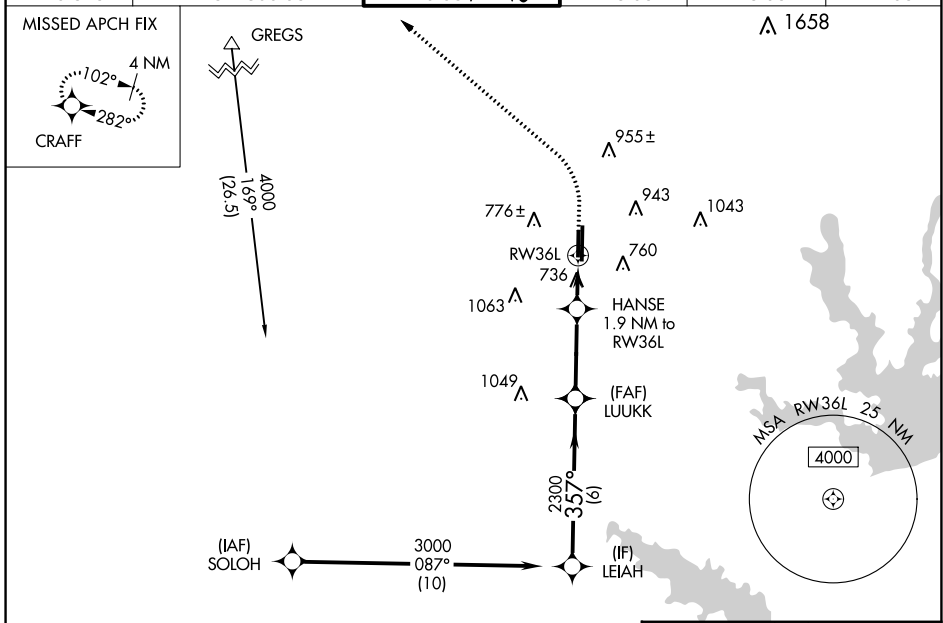 MISSED APCH FIX
4 NM
102°
282°
CRAFF
GREGS
4000
169°
(26.5)
1658
955±
943
1043
776±
RW36L
760
736
1063
HANSE
1.9 NM to
RW36L
1049
(FAF)
LUUKK
2300
357°
(6)
(IAF)
SOLOH
3000
087°
(10)
(IF)
LEIAH
MSA RW36L 25 NM
4000